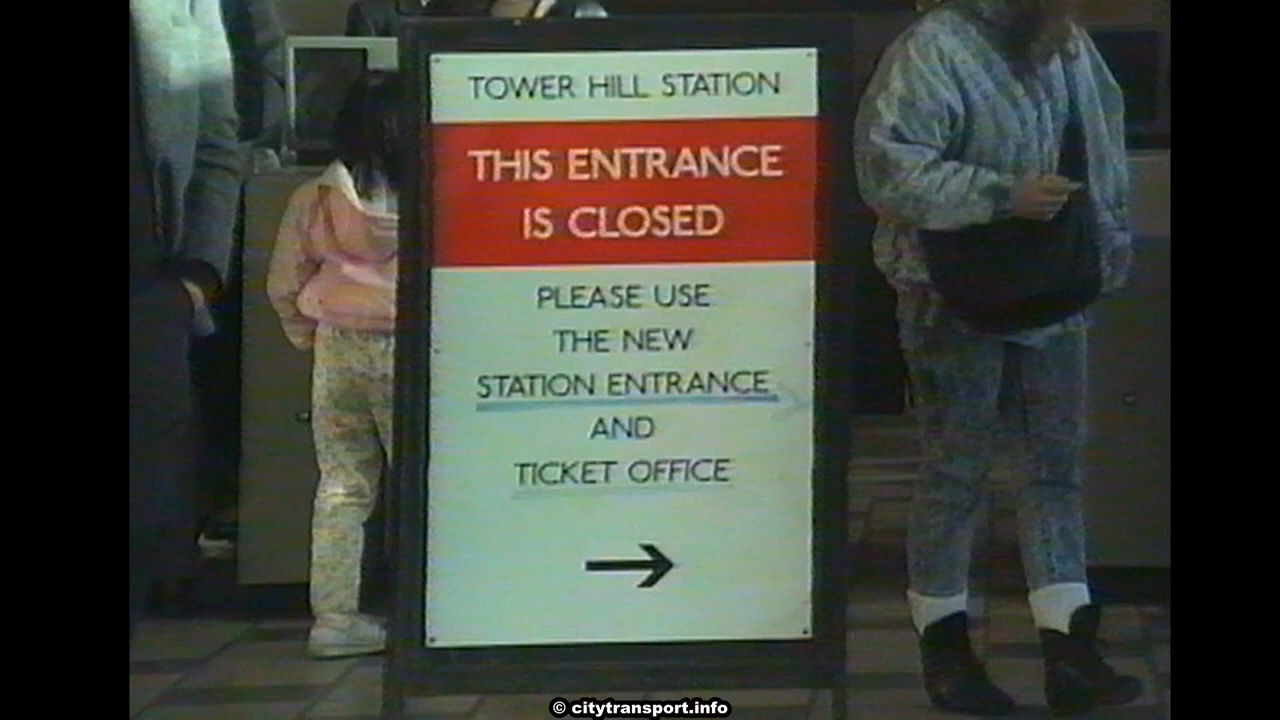 TOWER HILL STATION
THIS ENTRANCE
IS CLOSED
PLEASE USE
THE NEW
STATION ENTRANCE
AND
TICKET OFFICE
© citytransport.info